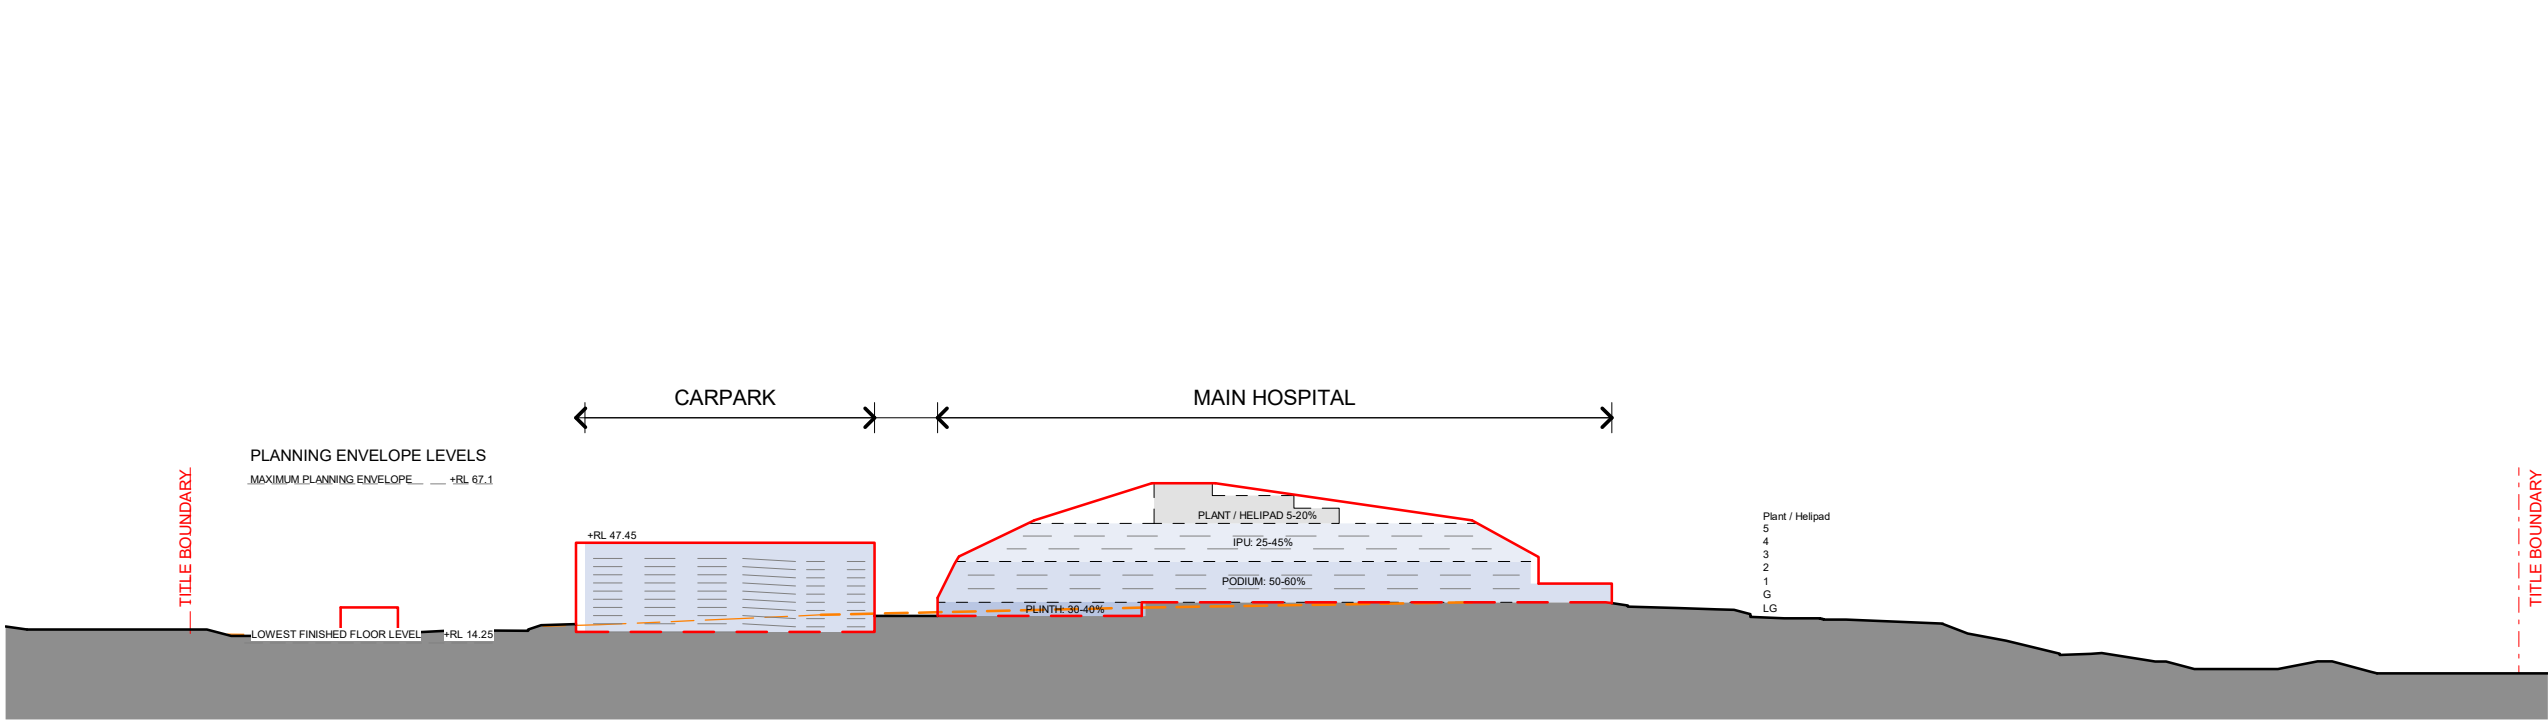 CARPARK
MAIN HOSPITAL
PLANNING ENVELOPE LEVELS
MAXIMUM PLANNING ENVELOPE +RL 67.1
TITLE BOUNDARY
TITLE BOUNDARY
+RL 47.45
PLANT / HELIPAD 5-20%
IPU: 25-45%
PODIUM: 50-60%
PLINTH: 30-40%
Plant / Helipad
5
4
3
2
1
G
LG
LOWEST FINISHED FLOOR LEVEL +RL 14.25